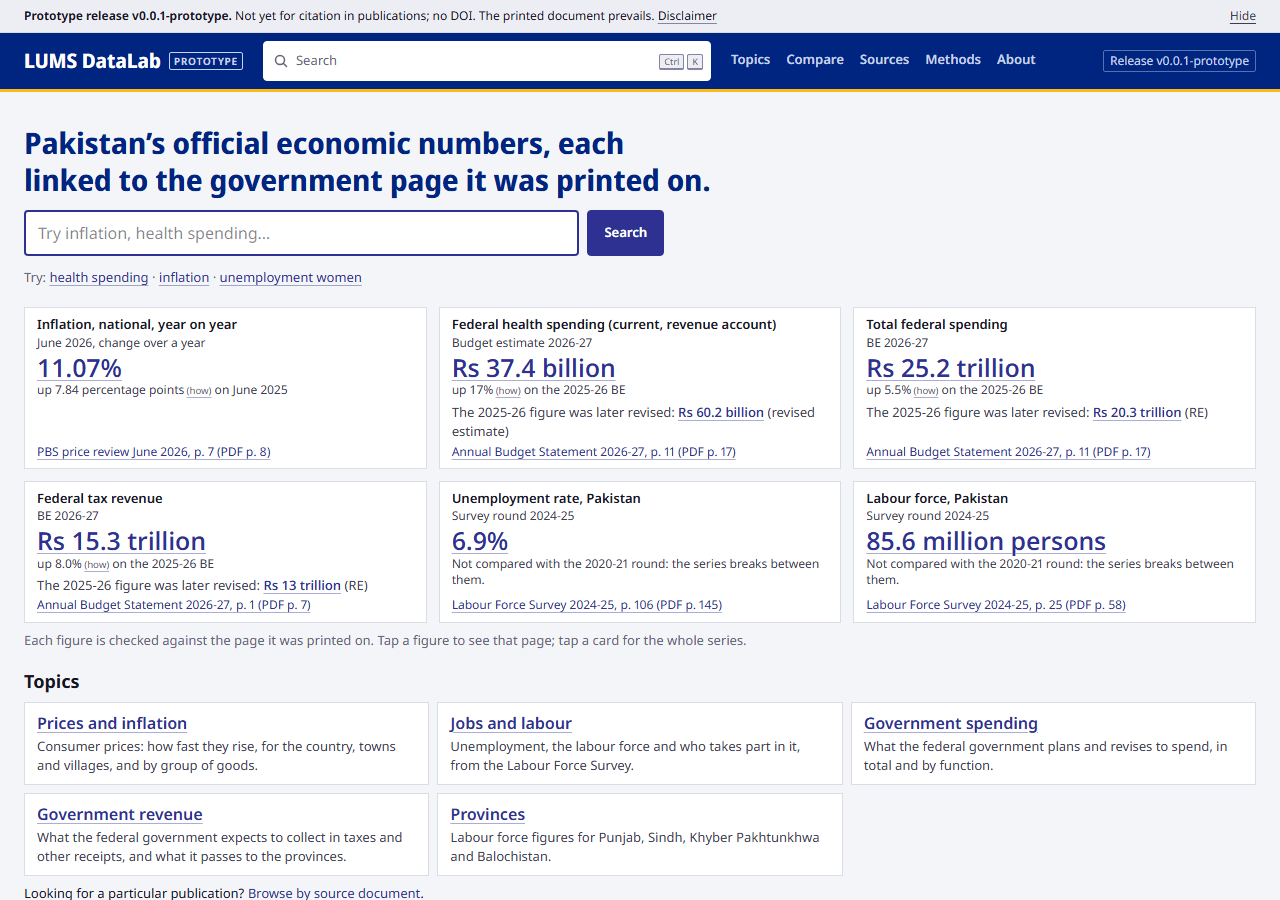 Prototype release v0.0.1-prototype. Not yet for citation in publications; no DOI. The printed document prevails. Disclaimer
Hide
LUMS DataLab PROTOTYPE
Search
Ctrl K
Topics Compare Sources Methods About
Release v0.0.1-prototype
Pakistan’s official economic numbers, each
linked to the government page it was printed on.
Try inflation, health spending...
Search
Try: health spending · inflation · unemployment women
Inflation, national, year on year
June 2026, change over a year
11.07%
up 7.84 percentage points (how) on June 2025
PBS price review June 2026, p. 7 (PDF p. 8)
Federal health spending (current, revenue account)
Budget estimate 2026-27
Rs 37.4 billion
up 17% (how) on the 2025-26 BE
The 2025-26 figure was later revised: Rs 60.2 billion (revised
estimate)
Annual Budget Statement 2026-27, p. 11 (PDF p. 17)
Total federal spending
BE 2026-27
Rs 25.2 trillion
up 5.5% (how) on the 2025-26 BE
The 2025-26 figure was later revised: Rs 20.3 trillion (RE)
Annual Budget Statement 2026-27, p. 11 (PDF p. 17)
Federal tax revenue
BE 2026-27
Rs 15.3 trillion
up 8.0% (how) on the 2025-26 BE
The 2025-26 figure was later revised: Rs 13 trillion (RE)
Annual Budget Statement 2026-27, p. 1 (PDF p. 7)
Unemployment rate, Pakistan
Survey round 2024-25
6.9%
Not compared with the 2020-21 round: the series breaks between
them.
Labour Force Survey 2024-25, p. 106 (PDF p. 145)
Labour force, Pakistan
Survey round 2024-25
85.6 million persons
Not compared with the 2020-21 round: the series breaks between
them.
Labour Force Survey 2024-25, p. 25 (PDF p. 58)
Each figure is checked against the page it was printed on. Tap a figure to see that page; tap a card for the whole series.
Topics
Prices and inflation
Consumer prices: how fast they rise, for the country, towns
and villages, and by group of goods.
Jobs and labour
Unemployment, the labour force and who takes part in it,
from the Labour Force Survey.
Government spending
What the federal government plans and revises to spend, in
total and by function.
Government revenue
What the federal government expects to collect in taxes and
other receipts, and what it passes to the provinces.
Provinces
Labour force figures for Punjab, Sindh, Khyber Pakhtunkhwa
and Balochistan.
Looking for a particular publication? Browse by source document.